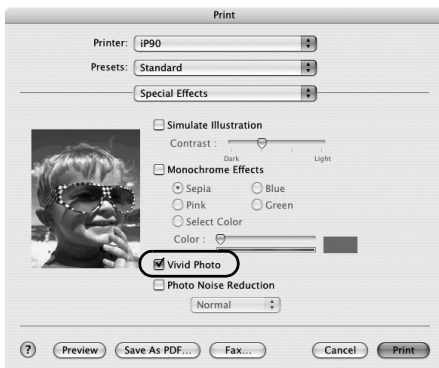 Print
Printer: iP90
Presets: Standard
Special Effects
Simulate Illustration
Contrast :
Dark Light
Monochrome Effects
Sepia Blue
Pink Green
Select Color
Color :
Vivid Photo
Photo Noise Reduction
Normal
? Preview Save As PDF... Fax... Cancel Print